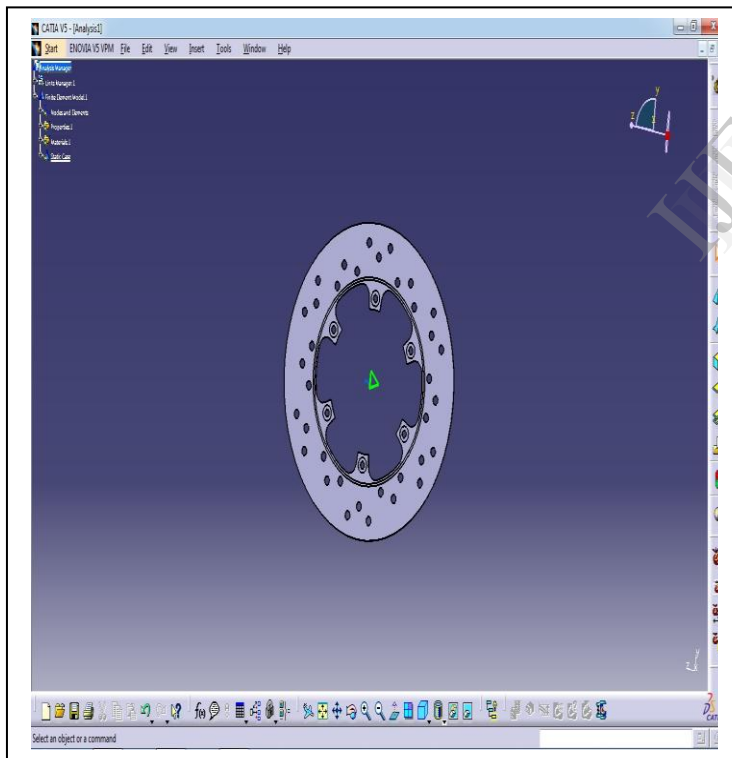 CATIA V5 - [Analysis1]
Start ENOVIA V5 VPM File Edit View Insert Tools Window Help
Analysis Manager
Links Manager.1
Finite Element Model.1
Nodes and Elements
Properties.1
Materials.1
Static Case
y
z
x
Select an object or a command